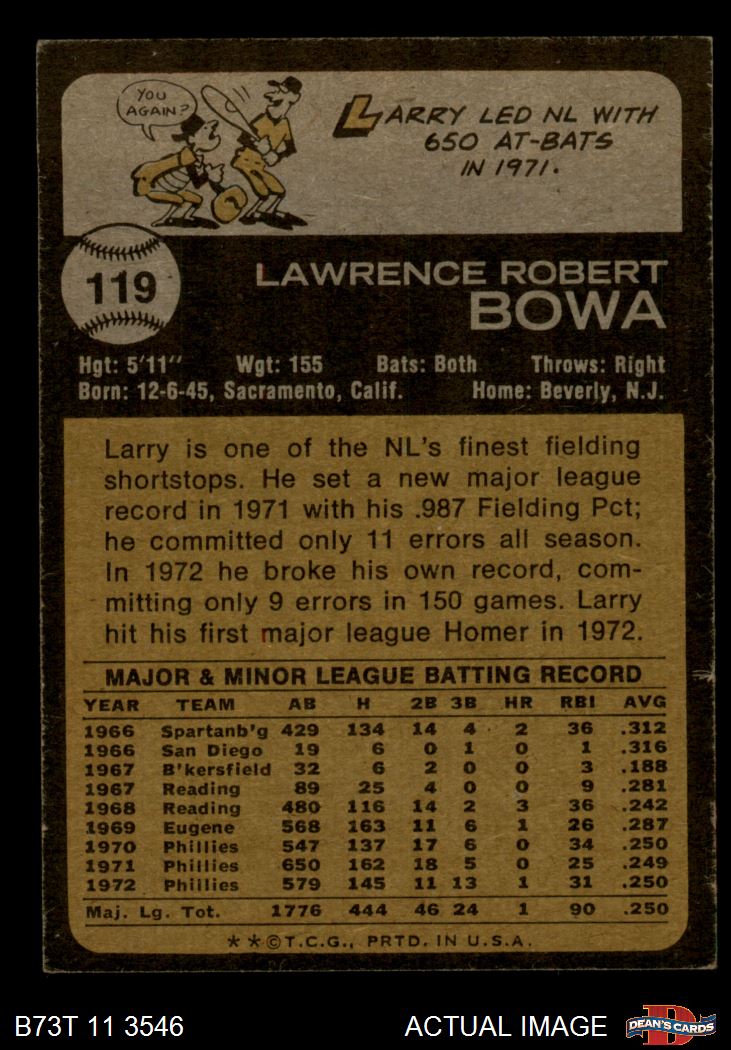 YOU
AGAIN?
LARRY LED NL WITH
650 AT-BATS
IN 1971.
119
LAWRENCE ROBERT
BOWA
Hgt: 5'11" Wgt: 155 Bats: Both Throws: Right
Born: 12-6-45, Sacramento, Calif. Home: Beverly, N.J.
Larry is one of the NL's finest fielding
shortstops. He set a new major league
record in 1971 with his .987 Fielding Pct;
he committed only 11 errors all season.
In 1972 he broke his own record, com-
mitting only 9 errors in 150 games. Larry
hit his first major league Homer in 1972.
MAJOR & MINOR LEAGUE BATTING RECORD
YEAR TEAM AB H 2B 3B HR RBI AVG
1966 Spartanb'g 429 134 14 4 2 36 .312
1966 San Diego 19 6 0 1 0 1 .316
1967 B'kersfield 32 6 2 0 0 3 .188
1967 Reading 89 25 4 0 0 9 .281
1968 Reading 480 116 14 2 3 36 .242
1969 Eugene 568 163 11 6 1 26 .287
1970 Phillies 547 137 17 6 0 34 .250
1971 Phillies 650 162 18 5 0 25 .249
1972 Phillies 579 145 11 13 1 31 .250
Maj. Lg. Tot. 1776 444 46 24 1 90 .250
**©T.C.G., PRTD. IN U.S.A.
B73T 11 3546 ACTUAL IMAGE D DEAN'S CARDS